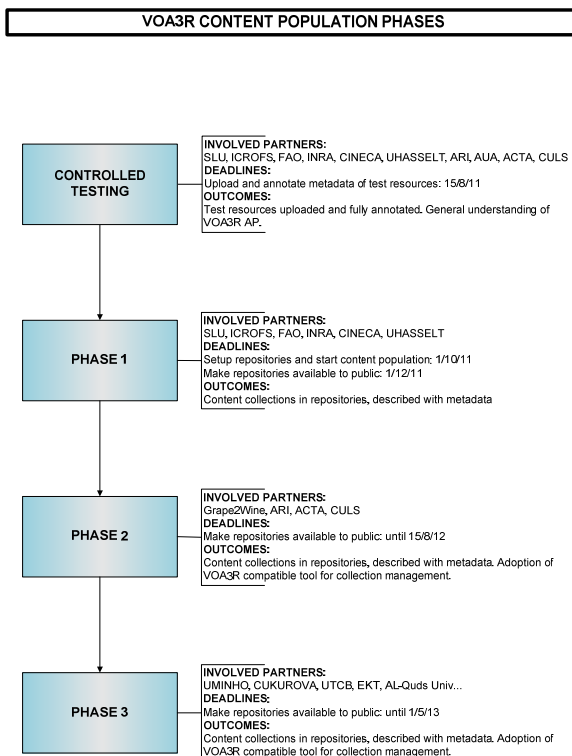 VOA3R CONTENT POPULATION PHASES
CONTROLLED
TESTING
INVOLVED PARTNERS:
SLU, ICROFS, FAO, INRA, CINECA, UHASSELT, ARI, AUA, ACTA, CULS
DEADLINES:
Upload and annotate metadata of test resources: 15/8/11
OUTCOMES:
Test resources uploaded and fully annotated. General understanding of
VOA3R AP.
PHASE 1
INVOLVED PARTNERS:
SLU, ICROFS, FAO, INRA, CINECA, UHASSELT
DEADLINES:
Setup repositories and start content population: 1/10/11
Make repositories available to public: 1/12/11
OUTCOMES:
Content collections in repositories, described with metadata
PHASE 2
INVOLVED PARTNERS:
Grape2Wine, ARI, ACTA, CULS
DEADLINES:
Make repositories available to public: until 15/8/12
OUTCOMES:
Content collections in repositories, described with metadata. Adoption of
VOA3R compatible tool for collection management.
PHASE 3
INVOLVED PARTNERS:
UMINHO, CUKUROVA, UTCB, EKT, AL-Quds Univ...
DEADLINES:
Make repositories available to public: until 1/5/13
OUTCOMES:
Content collections in repositories, described with metadata. Adoption of
VOA3R compatible tool for collection management.